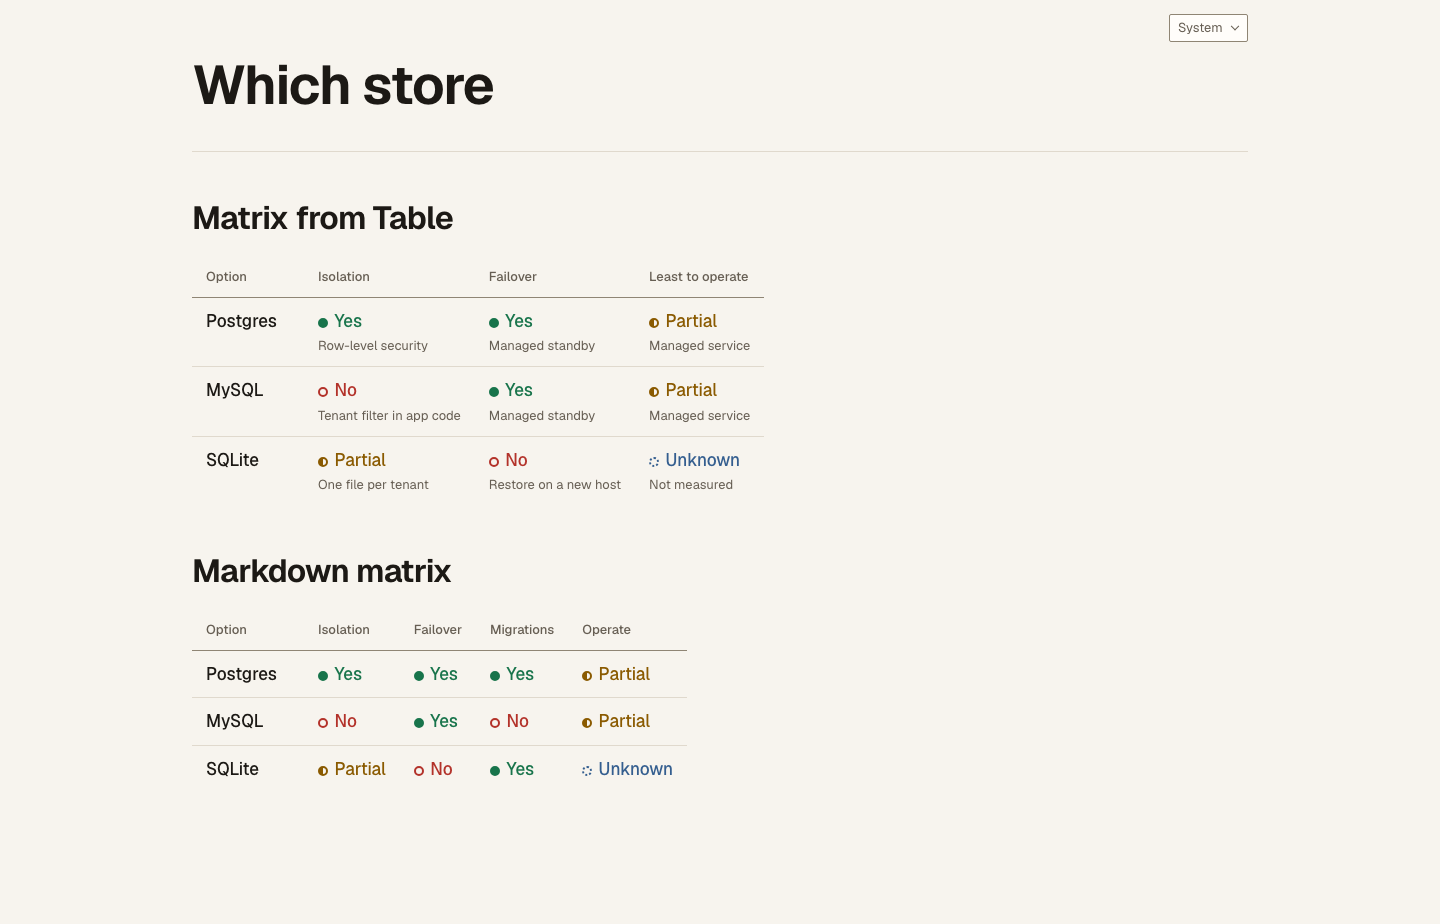 System
Which store
Matrix from Table
Option Isolation Failover Least to operate
Postgres Yes Yes Partial
Row-level security Managed standby Managed service
MySQL No Yes Partial
Tenant filter in app code Managed standby Managed service
SQLite Partial No Unknown
One file per tenant Restore on a new host Not measured
Markdown matrix
Option Isolation Failover Migrations Operate
Postgres Yes Yes Yes Partial
MySQL No Yes No Partial
SQLite Partial No Yes Unknown